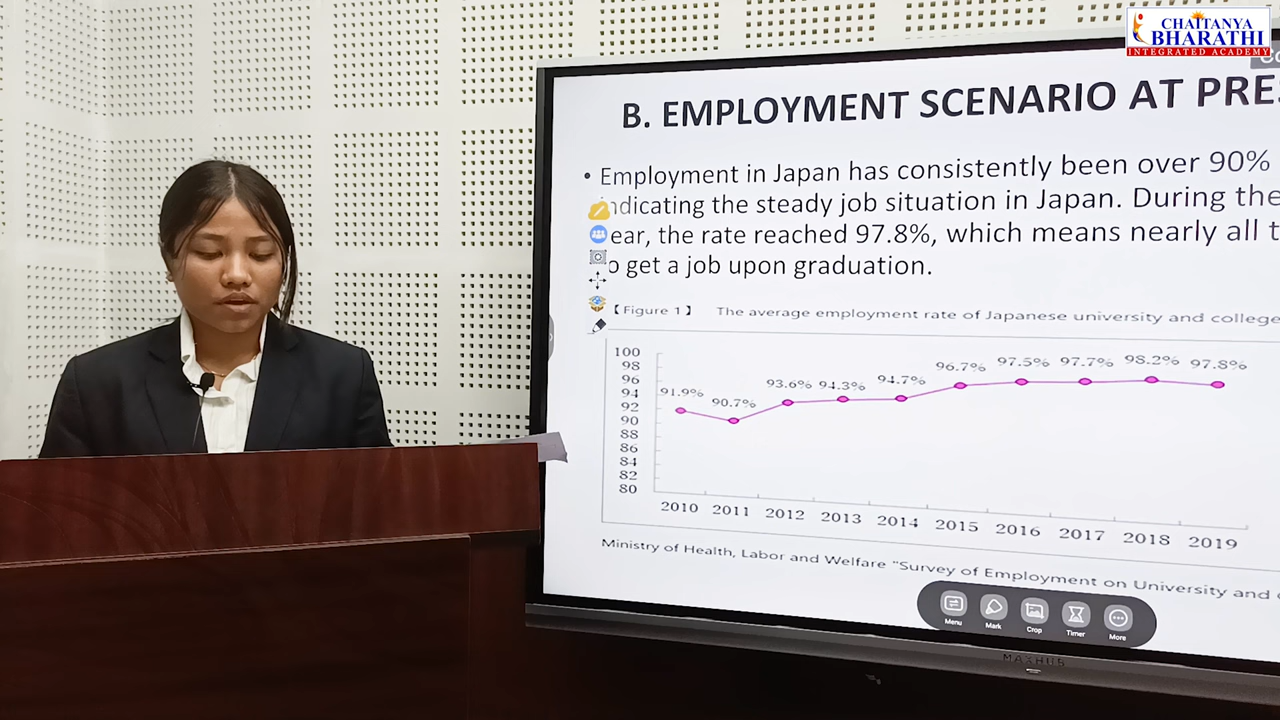 CHAITANYA
BHARATHI
INTEGRATED ACADEMY
B. EMPLOYMENT SCENARIO AT
• Employment in Japan has consistently been over 90%
indicating the steady job situation in Japan. During the
the rate reached 97.8%, which means nearly all
get a job upon graduation.
【Figure 1】 The average employment rate of Japanese university and college
100
98
96
94
92
90
88
86
84
82
80
91.9% 90.7% 93.6% 94.3% 94.7% 96.7% 97.5% 97.7% 98.2% 97.8%
2010 2011 2012 2013 2014 2015 2016 2017 2018 2019
Ministry of Health, Labor and Welfare "Survey of Employment on University and
Menu Mark Crop Timer More
MAXHUB